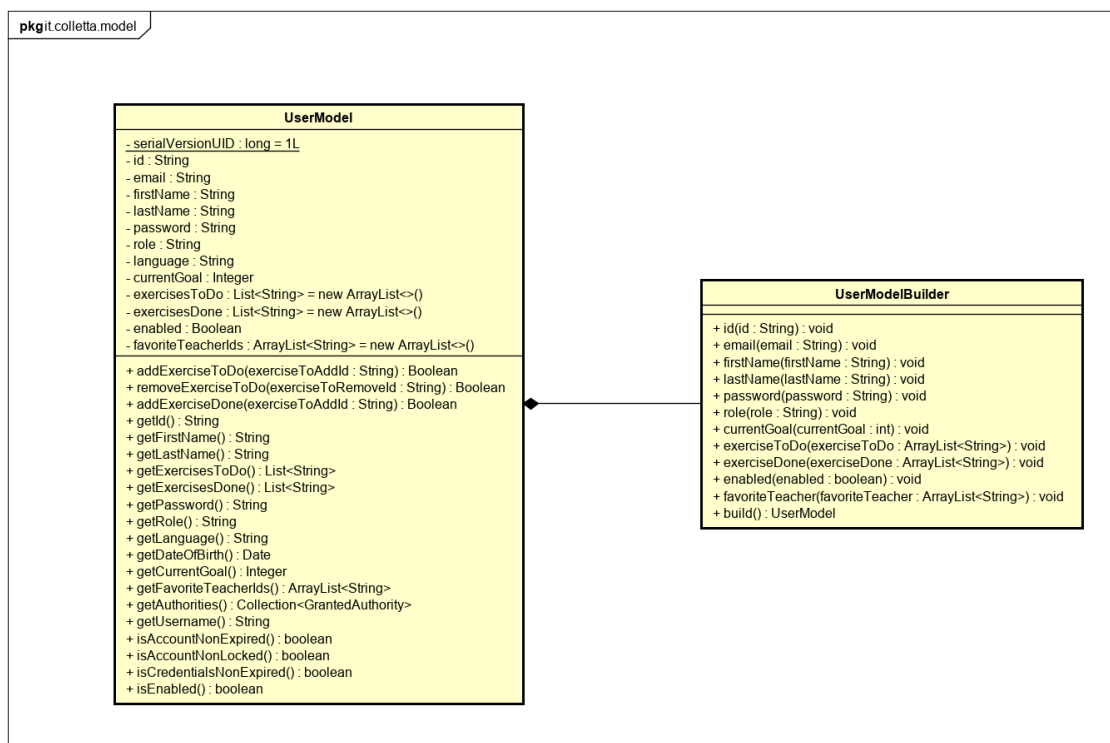 pkg it.colletta.model
UserModel
- serialVersionUID : long = 1L
- id : String
- email : String
- firstName : String
- lastName : String
- password : String
- role : String
- language : String
- currentGoal : Integer
- exercisesToDo : List<String> = new ArrayList<>()
- exercisesDone : List<String> = new ArrayList<>()
- enabled : Boolean
- favoriteTeacherIds : ArrayList<String> = new ArrayList<>()
+ addExerciseToDo(exerciseToAddId : String) : Boolean
+ removeExerciseToDo(exerciseToRemoveId : String) : Boolean
+ addExerciseDone(exerciseToAddId : String) : Boolean
+ getId() : String
+ getFirstName() : String
+ getLastName() : String
+ getExercisesToDo() : List<String>
+ getExercisesDone() : List<String>
+ getPassword() : String
+ getRole() : String
+ getLanguage() : String
+ getDateOfBirth() : Date
+ getCurrentGoal() : Integer
+ getFavoriteTeacherIds() : ArrayList<String>
+ getAuthorities() : Collection<GrantedAuthority>
+ getUsername() : String
+ isAccountNonExpired() : boolean
+ isAccountNonLocked() : boolean
+ isCredentialsNonExpired() : boolean
+ isEnabled() : boolean
UserModelBuilder
+ id(id : String) : void
+ email(email : String) : void
+ firstName(firstName : String) : void
+ lastName(lastName : String) : void
+ password(password : String) : void
+ role(role : String) : void
+ currentGoal(currentGoal : int) : void
+ exerciseToDo(exerciseToDo : ArrayList<String>) : void
+ exerciseDone(exerciseDone : ArrayList<String>) : void
+ enabled(enabled : boolean) : void
+ favoriteTeacher(favoriteTeacher : ArrayList<String>) : void
+ build() : UserModel